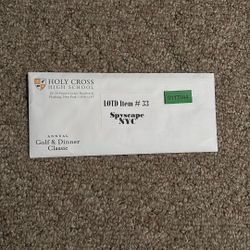 HOLY CROSS
HIGH SCHOOL
LOTD Item # 33
Spyscape
NYC
ANNUAL
Golf & Dinner
Classic